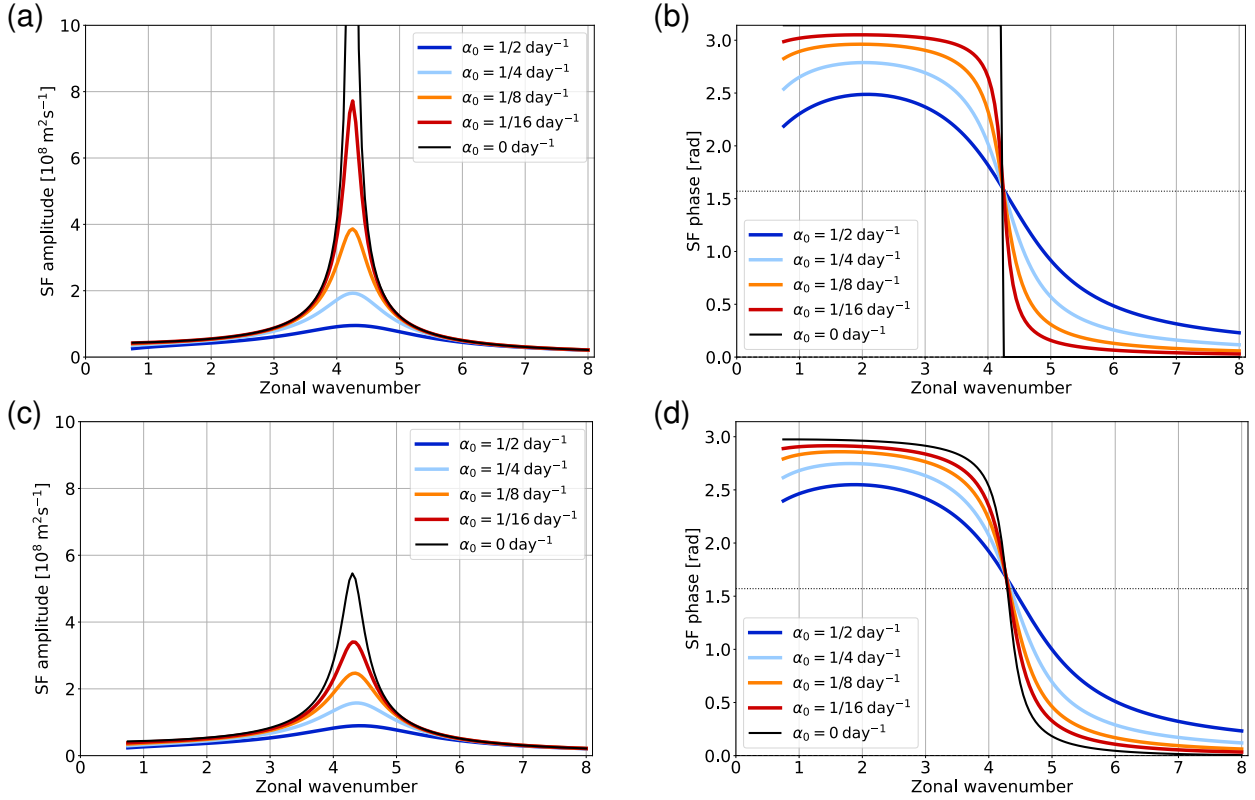 (a)
10
8
6
4
2
0
SF amplitude [10⁸ m²s⁻¹]
α₀ = 1/2 day⁻¹
α₀ = 1/4 day⁻¹
α₀ = 1/8 day⁻¹
α₀ = 1/16 day⁻¹
α₀ = 0 day⁻¹
0 1 2 3 4 5 6 7 8
Zonal wavenumber
(b)
3.0
2.5
2.0
1.5
1.0
0.5
0.0
SF phase [rad]
α₀ = 1/2 day⁻¹
α₀ = 1/4 day⁻¹
α₀ = 1/8 day⁻¹
α₀ = 1/16 day⁻¹
α₀ = 0 day⁻¹
0 1 2 3 4 5 6 7 8
Zonal wavenumber
(c)
10
8
6
4
2
0
SF amplitude [10⁸ m²s⁻¹]
α₀ = 1/2 day⁻¹
α₀ = 1/4 day⁻¹
α₀ = 1/8 day⁻¹
α₀ = 1/16 day⁻¹
α₀ = 0 day⁻¹
0 1 2 3 4 5 6 7 8
Zonal wavenumber
(d)
3.0
2.5
2.0
1.5
1.0
0.5
0.0
SF phase [rad]
α₀ = 1/2 day⁻¹
α₀ = 1/4 day⁻¹
α₀ = 1/8 day⁻¹
α₀ = 1/16 day⁻¹
α₀ = 0 day⁻¹
0 1 2 3 4 5 6 7 8
Zonal wavenumber